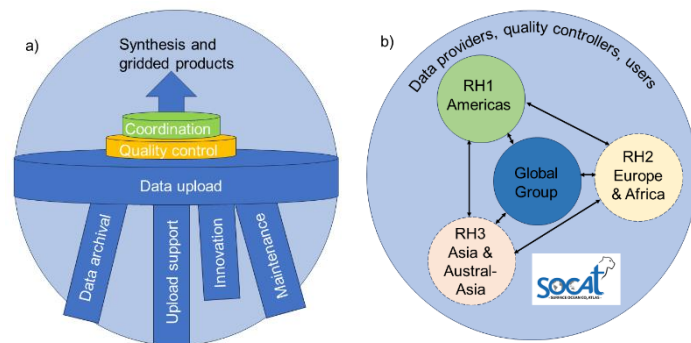 a)
Synthesis and
gridded products
Coordination
Quality control
Data upload
Data archival
Upload support
Innovation
Maintenance
b)
Data providers, quality controllers, users
RH1
Americas
Global
Group
RH2
Europe
& Africa
RH3
Asia &
Austral-
Asia
SOCAT